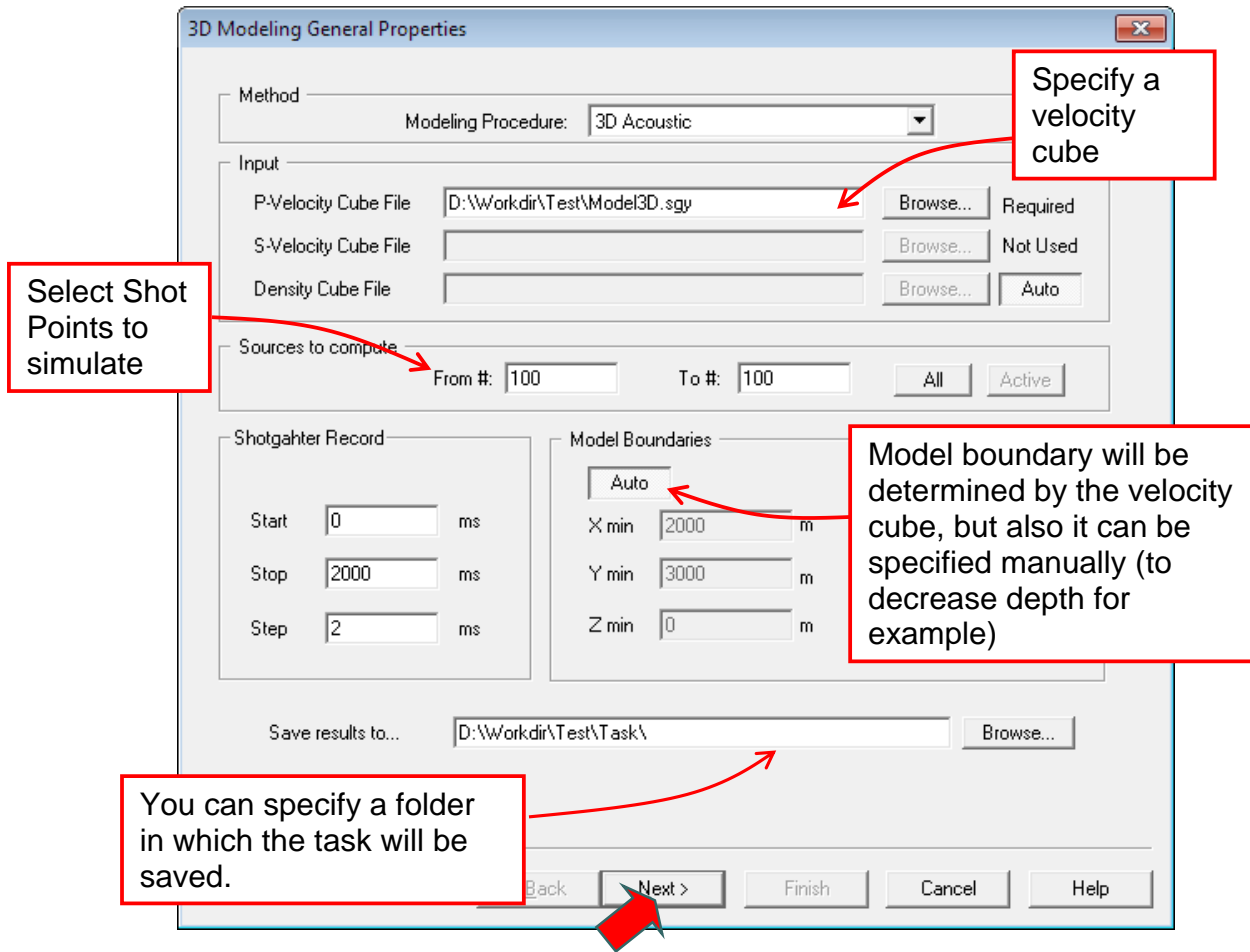 3D Modeling General Properties
Specify a
velocity
cube
Method
Modeling Procedure: 3D Acoustic
Input
P-Velocity Cube File D:\Workdir\Test\Model3D.sgy Browse... Required
S-Velocity Cube File Browse... Not Used
Density Cube File Browse... Auto
Select Shot
Points to
simulate
Sources to compute
From #: 100 To #: 100 All Active
Shotgahter Record
Start 0 ms
Stop 2000 ms
Step 2 ms
Model Boundaries
Auto
X min 2000 m
Y min 3000 m
Z min 0 m
Model boundary will be
determined by the velocity
cube, but also it can be
specified manually (to
decrease depth for
example)
Save results to... D:\Workdir\Test\Task\ Browse...
You can specify a folder
in which the task will be
saved.
Back Next > Finish Cancel Help